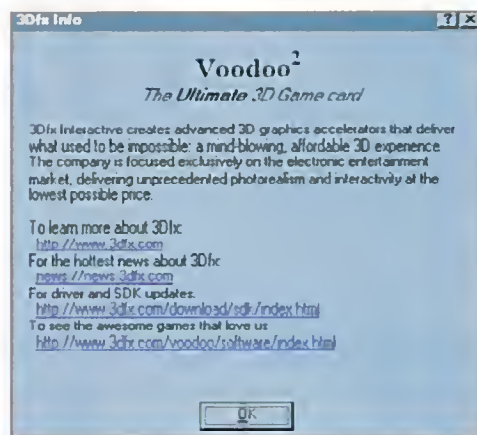 3Dfx Info
Voodoo²
The Ultimate 3D Game card
3Dfx Interactive creates advanced 3D graphics accelerators that deliver
what used to be impossible: a mind-blowing, affordable 3D experience.
The company is focused exclusively on the electronic entertainment
market, delivering unprecedented photorealism and interactivity at the
lowest possible price.
To learn more about 3Dfx:
http://www.3dfx.com
For the hottest news about 3Dfx:
news://news.3dfx.com
For driver and SDK updates.
http://www.3dfx.com/download/sdk/index.html
To see the awesome games that love us
http://www.3dfx.com/voodoo/software/index.html
OK